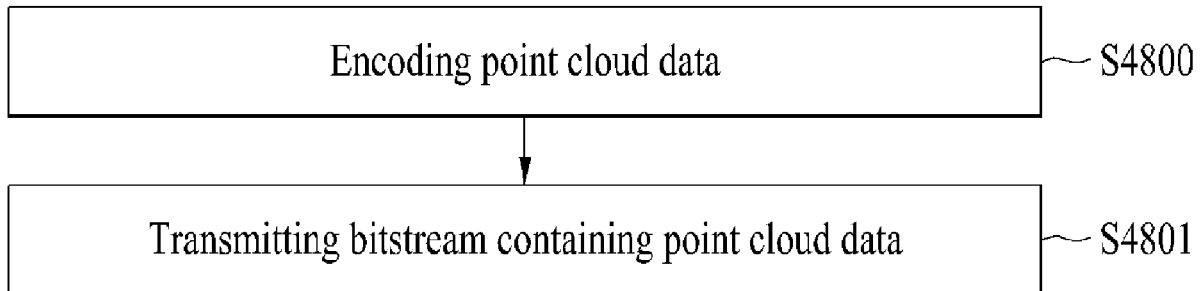 Encoding point cloud data
S4800
Transmitting bitstream containing point cloud data
S4801